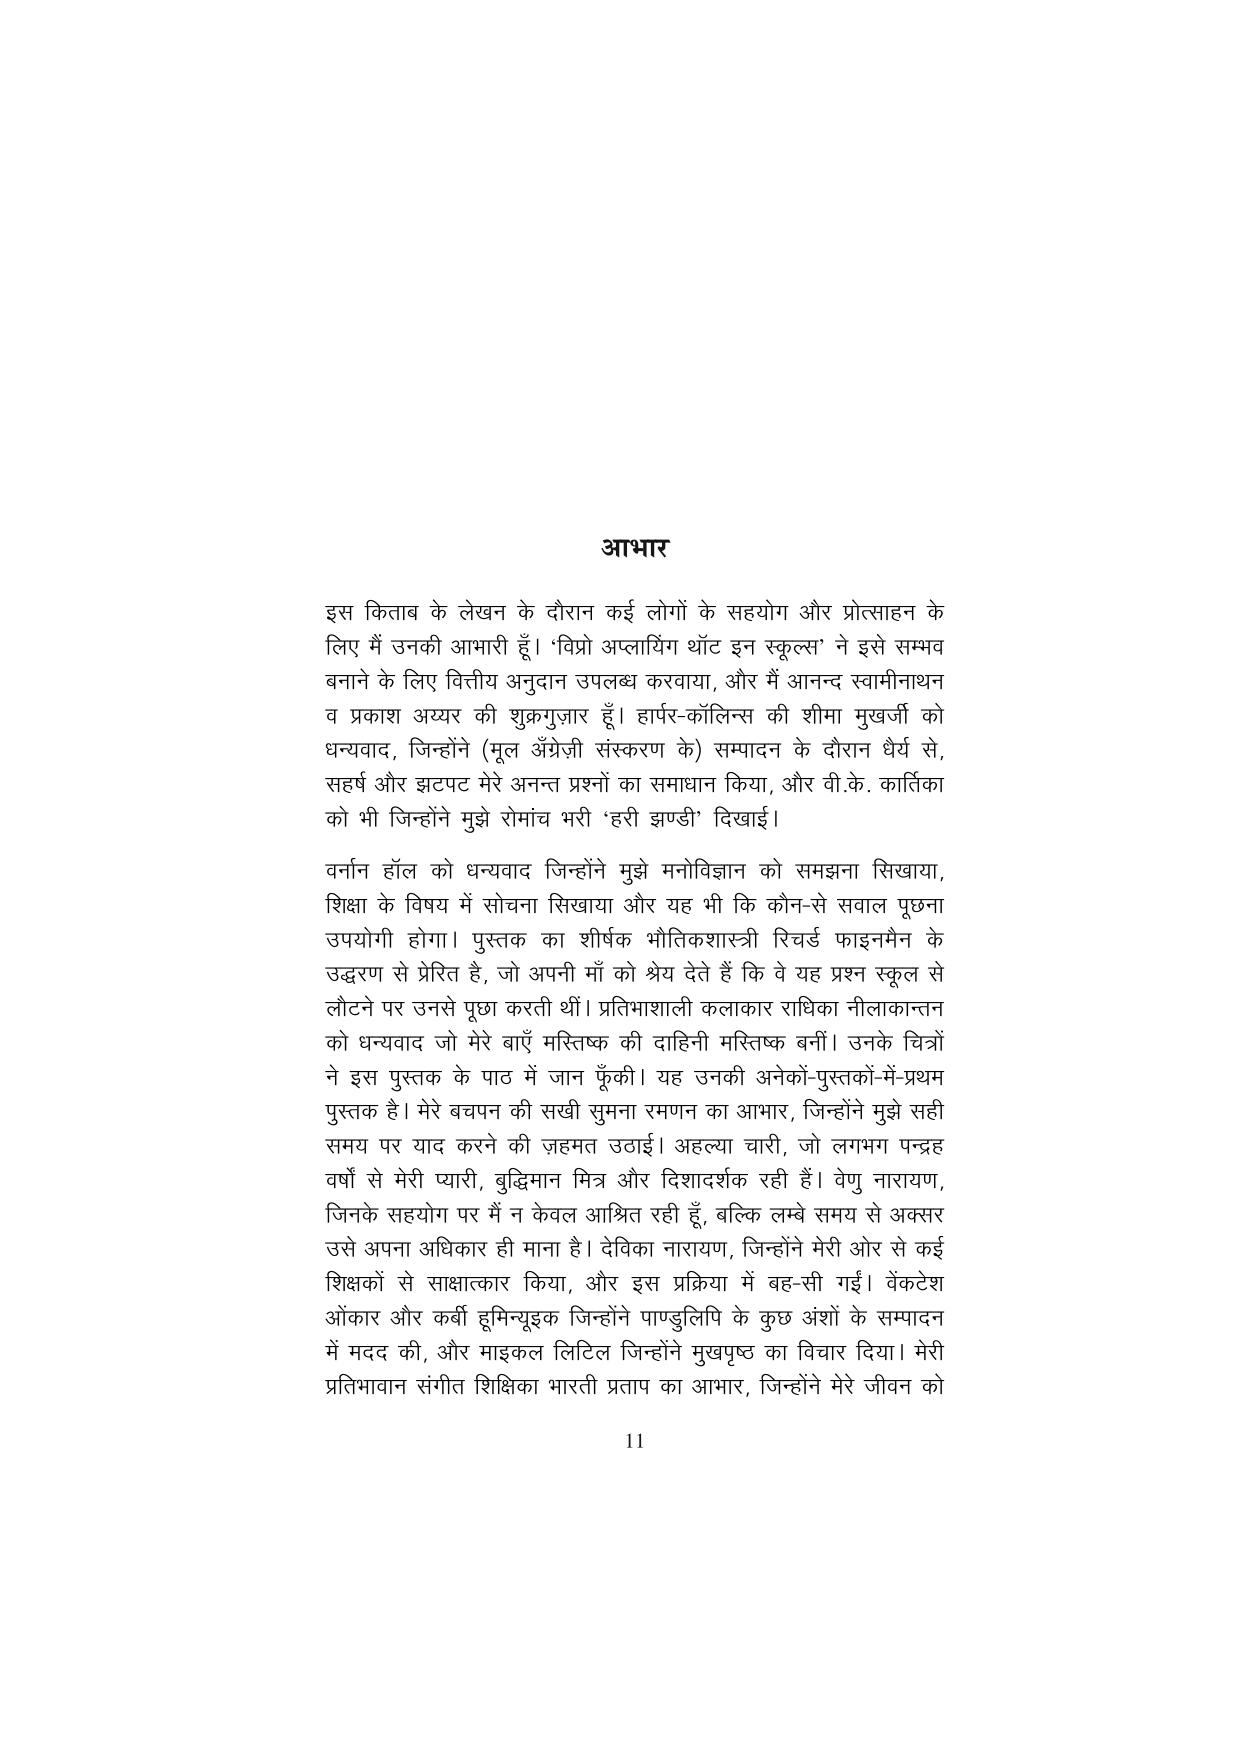 आभार
इस किताब के लेखन के दौरान कई लोगों के सहयोग और प्रोत्साहन के
लिए मैं उनकी आभारी हूँ। ‘विप्रो अप्लायिंग थॉट इन स्कूल्स’ ने इसे सम्भव
बनाने के लिए वित्तीय अनुदान उपलब्ध करवाया, और मैं आनन्द स्वामीनाथन
व प्रकाश अय्यर की शुक्रगुज़ार हूँ। हार्पर-कॉलिन्स की शीमा मुखर्जी को
धन्यवाद, जिन्होंने (मूल अँग्रेज़ी संस्करण के) सम्पादन के दौरान धैर्य से,
सहर्ष और झटपट मेरे अनन्त प्रश्नों का समाधान किया, और वी.के. कार्तिका
को भी जिन्होंने मुझे रोमांच भरी ‘हरी झण्डी’ दिखाई।
वर्नान हॉल को धन्यवाद जिन्होंने मुझे मनोविज्ञान को समझना सिखाया,
शिक्षा के विषय में सोचना सिखाया और यह भी कि कौन-से सवाल पूछना
उपयोगी होगा। पुस्तक का शीर्षक भौतिकशास्त्री रिचर्ड फाइनमैन के
उद्धरण से प्रेरित है, जो अपनी माँ को श्रेय देते हैं कि वे यह प्रश्न स्कूल से
लौटने पर उनसे पूछा करती थीं। प्रतिभाशाली कलाकार राधिका नीलाकान्तन
को धन्यवाद जो मेरे बाएँ मस्तिष्क की दाहिनी मस्तिष्क बनीं। उनके चित्रों
ने इस पुस्तक के पाठ में जान फूँकी। यह उनकी अनेकों-पुस्तकों-में-प्रथम
पुस्तक है। मेरे बचपन की सखी सुमना रमणन का आभार, जिन्होंने मुझे सही
समय पर याद करने की ज़हमत उठाई। अहल्या चारी, जो लगभग पन्द्रह
वर्षों से मेरी प्यारी, बुद्धिमान मित्र और दिशादर्शक रही हैं। वेणु नारायण,
जिनके सहयोग पर मैं न केवल आश्रित रही हूँ, बल्कि लम्बे समय से अक्सर
उसे अपना अधिकार ही माना है। देविका नारायण, जिन्होंने मेरी ओर से कई
शिक्षकों से साक्षात्कार किया, और इस प्रक्रिया में बह-सी गईं। वेंकटेश
ओंकार और कर्बी हूमिन्यूइक जिन्होंने पाण्डुलिपि के कुछ अंशों के सम्पादन
में मदद की, और माइकल लिटिल जिन्होंने मुखपृष्ठ का विचार दिया। मेरी
प्रतिभावान संगीत शिक्षिका भारती प्रताप का आभार, जिन्होंने मेरे जीवन को
11